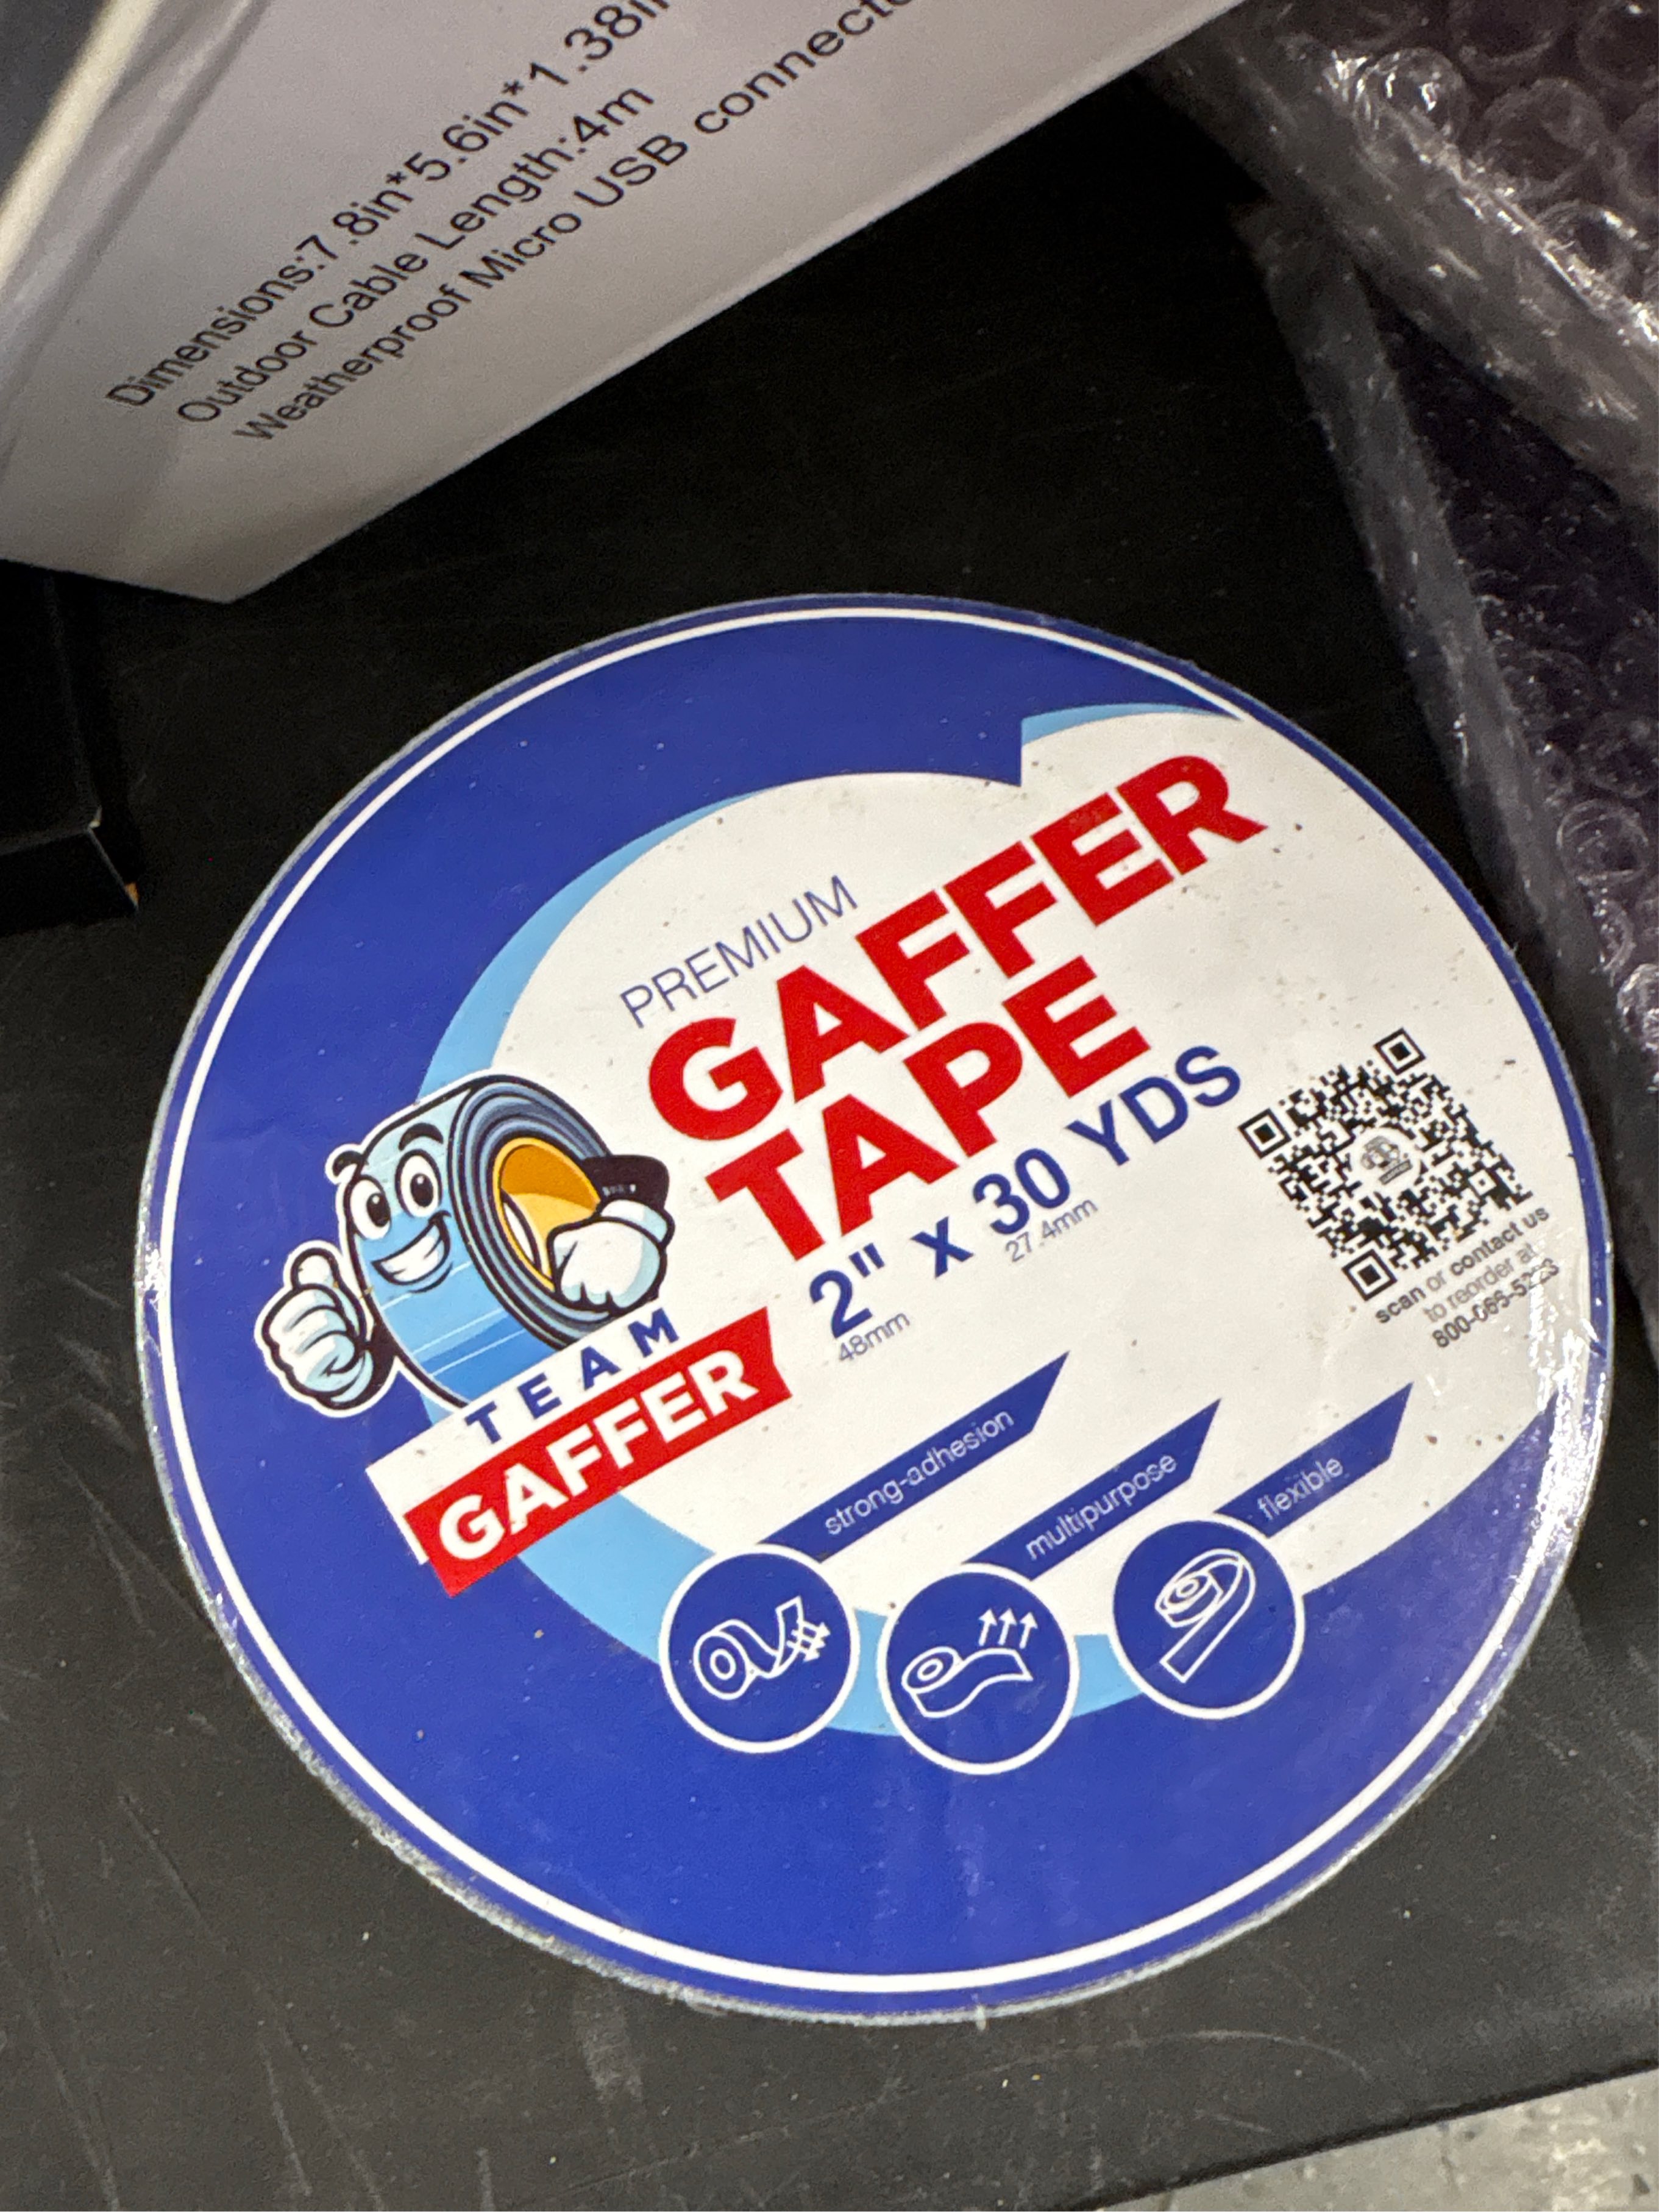 Dimensions:7.8in*5.6in*1.38in
Outdoor Cable Length:4m
Weatherproof Micro USB
PREMIUM
GAFFER
TAPE
2" x 30 YDS
48mm 27.4mm
TEAM
GAFFER
scan or contact us
to reorder at
strong-adhesion
multipurpose
flexible